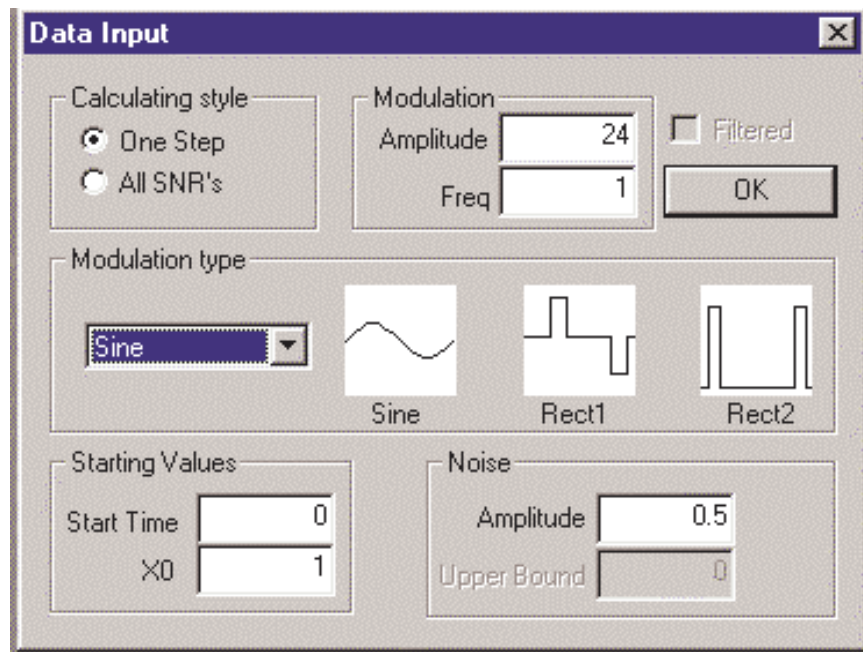 Data Input
Calculating style
One Step
All SNR's
Modulation
Amplitude 24
Freq 1
Filtered
OK
Modulation type
Sine
Sine Rect1 Rect2
Starting Values
Start Time 0
X0 1
Noise
Amplitude 0.5
Upper Bound 0